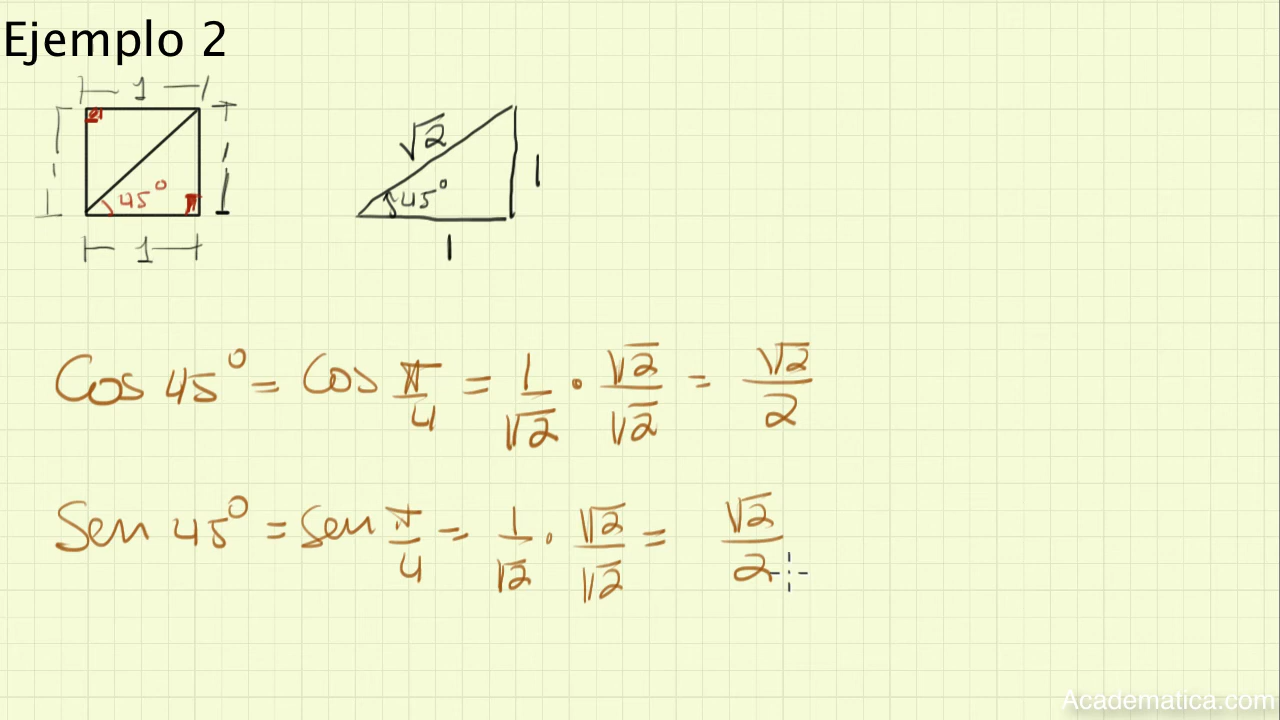 Ejemplo 2
1
1
45°
1
1
√2
45°
1
1
Cos 45° = Cos π/4 = 1/√2 · √2/√2 = √2/2
Sen 45° = Sen π/4 = 1/√2 · √2/√2 = √2/2
Academatica.com